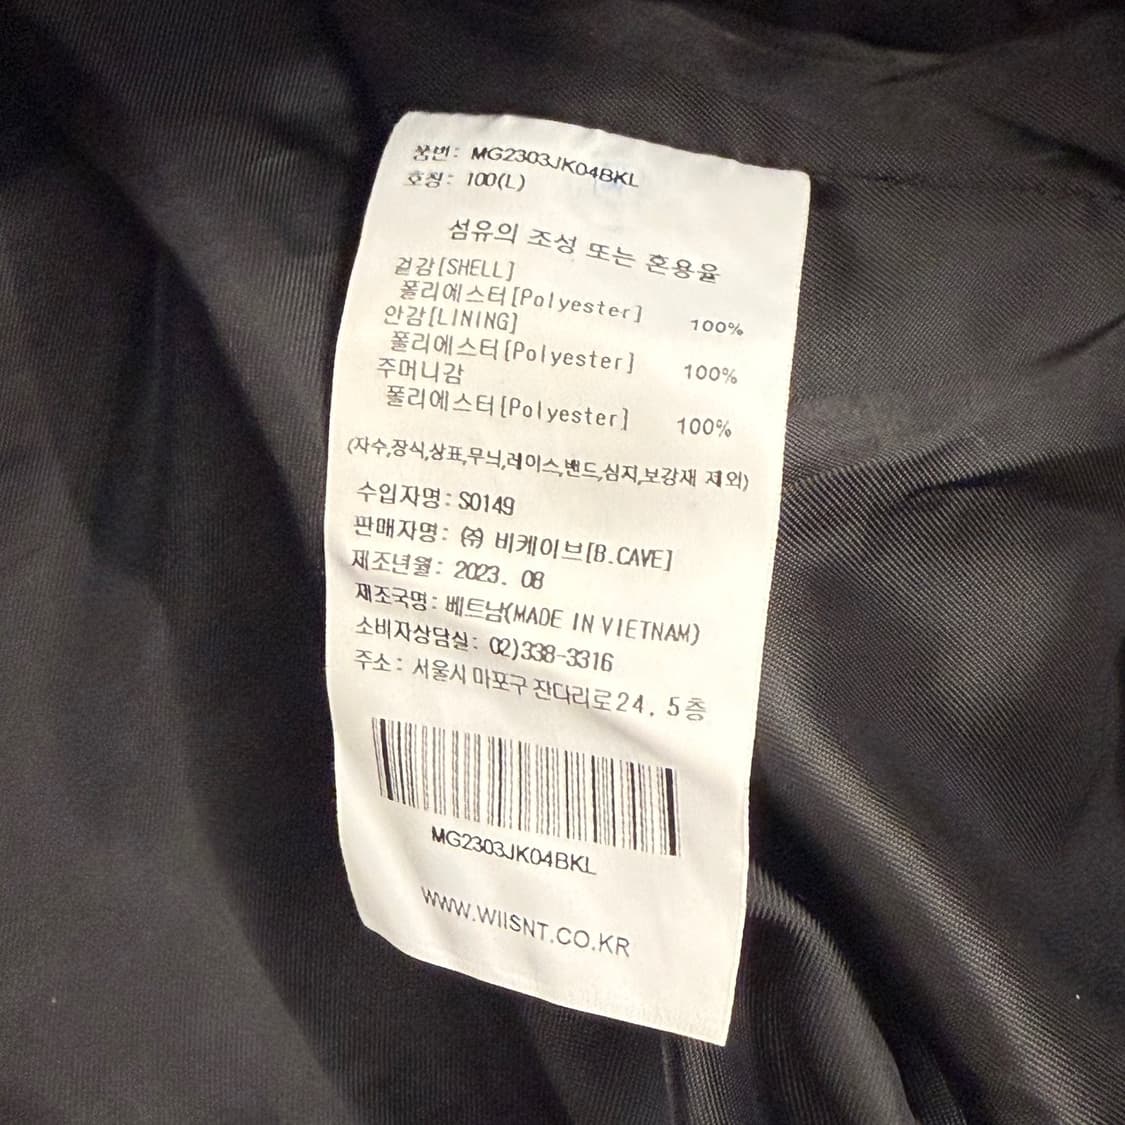 품번: MG2303JK04BKL
호칭: 100(L)
섬유의 조성 또는 혼용율
겉감[SHELL]
폴리에스터[Polyester] 100%
안감[LINING]
폴리에스터[Polyester] 100%
주머니감
폴리에스터[Polyester] 100%
(자수,장식,상표,무늬,레이스,밴드,심지,보강재 제외)
수입자명: S0149
판매자명: ㈜ 비케이브[B.CAVE]
제조년월: 2023. 08
제조국명: 베트남(MADE IN VIETNAM)
소비자상담실: 02)338-3316
주소: 서울시 마포구 잔다리로24, 5층
MG2303JK04BKL
WWW.WIISNT.CO.KR